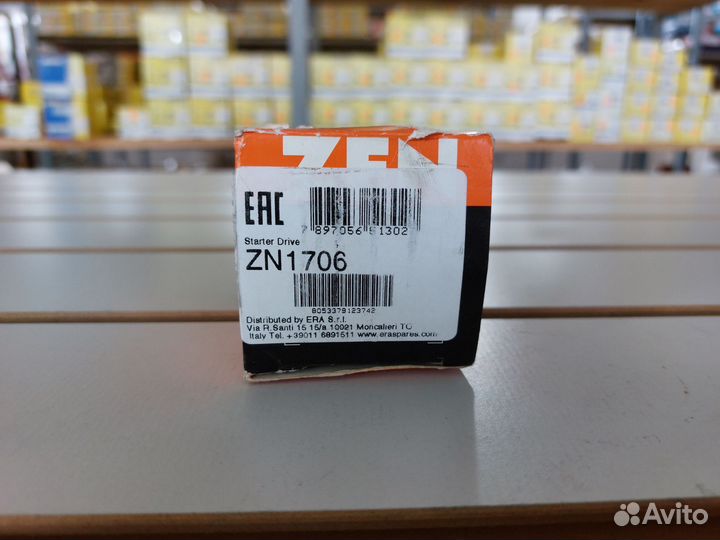 ZEN
EAC
7 897056 51302
Starter Drive
ZN1706
8053379123742
Distributed by ERA S.r.l.
Via R.Santi 15 15/a 10021 Moncalieri TO
Italy Tel. +39011 6891511 www.eraspares.com
Avito